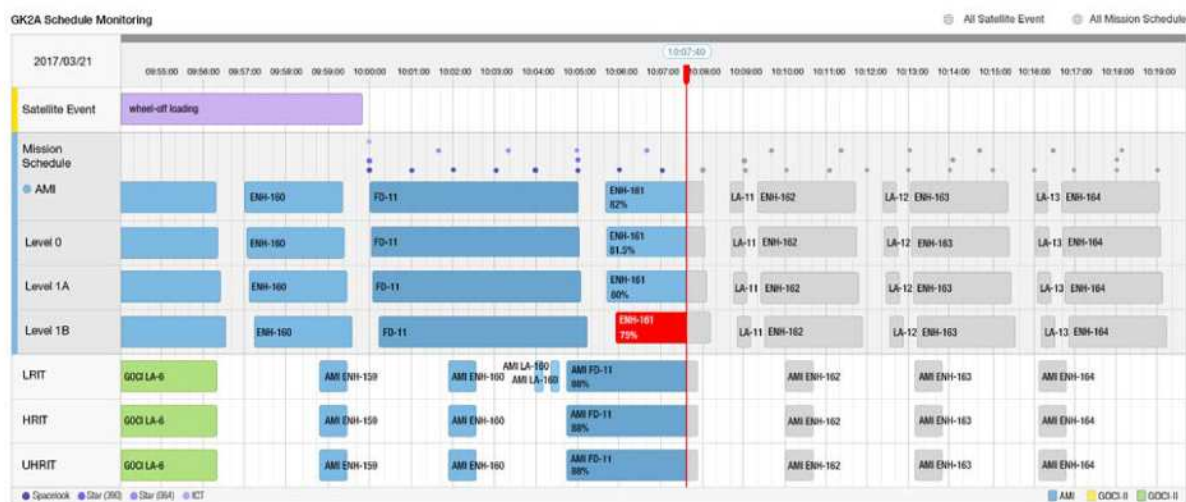 GK2A Schedule Monitoring
All Satellite Event
All Mission Schedule
10:07:40
2017/03/21
09:55:00 09:56:00 09:57:00 09:58:00 09:59:00 10:00:00 10:01:00 10:02:00 10:03:00 10:04:00 10:05:00 10:06:00 10:07:00 10:08:00 10:09:00 10:10:00 10:11:00 10:12:00 10:13:00 10:14:00 10:15:00 10:16:00 10:17:00 10:18:00 10:19:00
Satellite Event
wheel-off loading
Mission
Schedule
AMI
ENH-160 FD-11 ENH-161 LA-11 ENH-162 LA-12 ENH-163 LA-13 ENH-164
82%
Level 0
ENH-160 FD-11 ENH-161 LA-11 ENH-162 LA-12 ENH-163 LA-13 ENH-164
81.5%
Level 1A
ENH-160 FD-11 ENH-161 LA-11 ENH-162 LA-12 ENH-163 LA-13 ENH-164
80%
Level 1B
ENH-160 FD-11 ENH-161 LA-11 ENH-162 LA-12 ENH-163 LA-13 ENH-164
75%
LRIT
GOCI LA-6 AMI ENH-159 AMI ENH-160 AMI LA-160 AMI LA-160 AMI FD-11 AMI ENH-162 AMI ENH-163 AMI ENH-164
88%
HRIT
GOCI LA-6 AMI ENH-159 AMI ENH-160 AMI FD-11 AMI ENH-162 AMI ENH-163 AMI ENH-164
88%
UHRIT
GOCI LA-6 AMI ENH-159 AMI ENH-160 AMI FD-11 AMI ENH-162 AMI ENH-163 AMI ENH-164
88%
Spacelook Star (390) Star (064) ICT
AMI GOCI-II GOCI-II